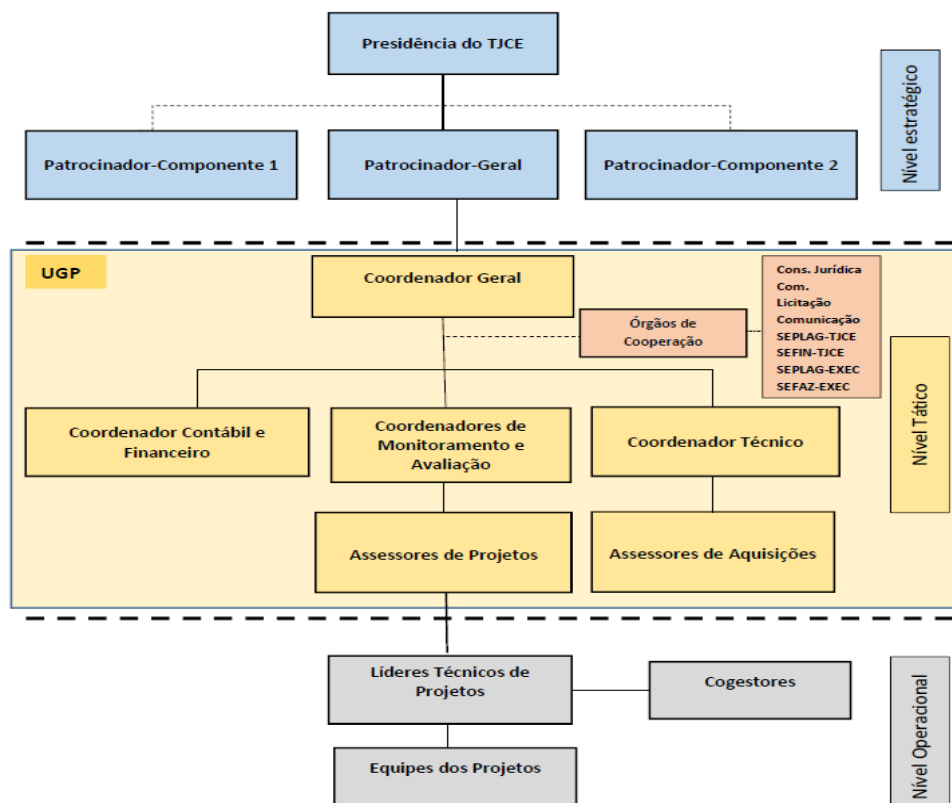 Presidência do TJCE
Patrocinador-Componente 1
Patrocinador-Geral
Patrocinador-Componente 2
Nível estratégico
UGP
Coordenador Geral
Órgãos de
Cooperação
Cons. Jurídica
Com.
Licitação
Comunicação
SEPLAG-TJCE
SEFIN-TJCE
SEPLAG-EXEC
SEFAZ-EXEC
Coordenador Contábil e
Financeiro
Coordenadores de
Monitoramento e
Avaliação
Coordenador Técnico
Nível Tático
Assessores de Projetos
Assessores de Aquisições
Líderes Técnicos de
Projetos
Cogestores
Equipes dos Projetos
Nível Operacional